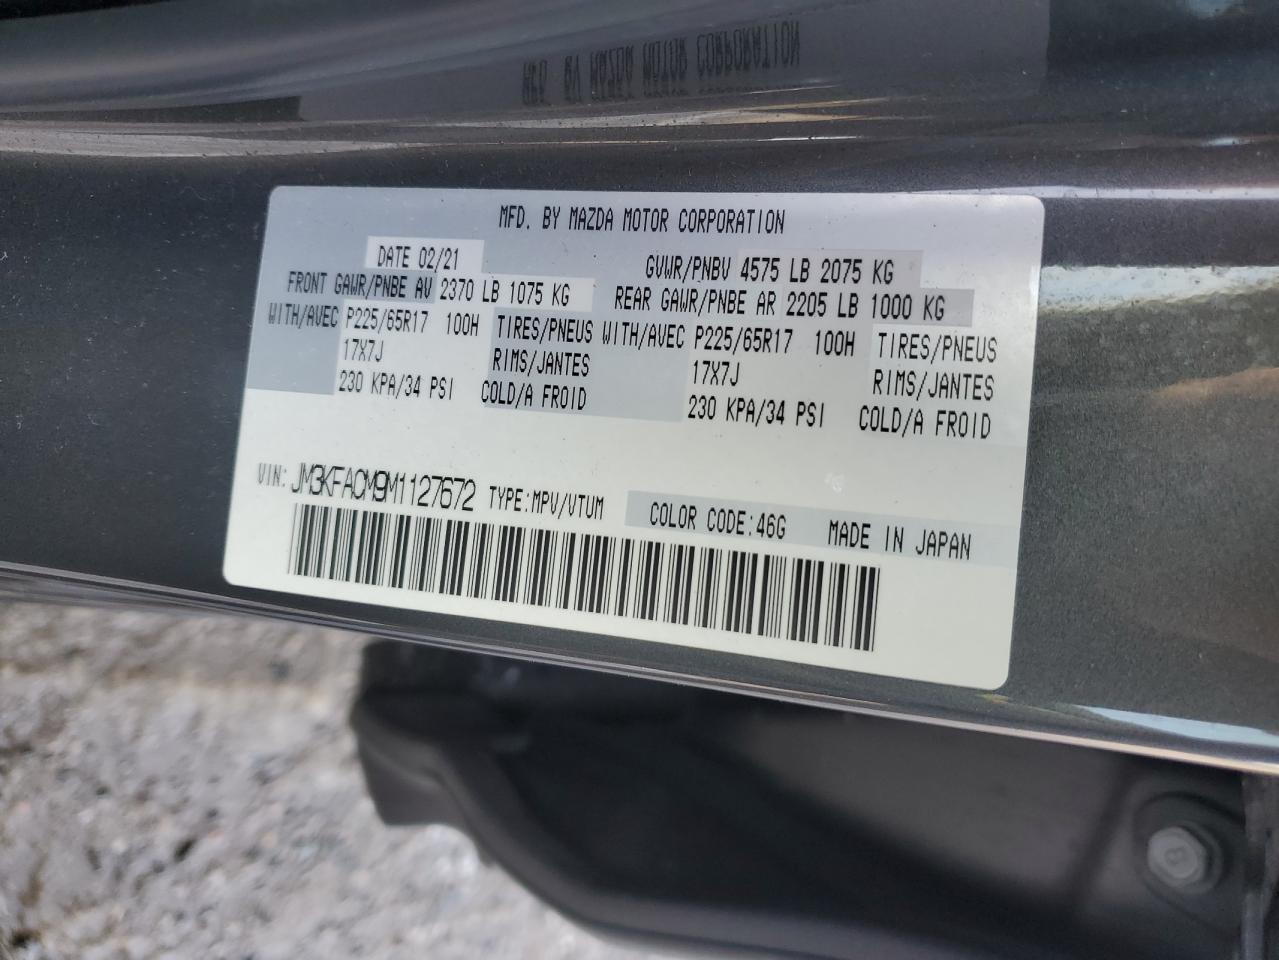 MFD. BY MAZDA MOTOR CORPORATION
DATE 02/21 GVWR/PNBV 4575 LB 2075 KG
FRONT GAWR/PNBE AV 2370 LB 1075 KG REAR GAWR/PNBE AR 2205 LB 1000 KG
WITH/AVEC P225/65R17 100H TIRES/PNEUS WITH/AVEC P225/65R17 100H TIRES/PNEUS
17X7J RIMS/JANTES 17X7J RIMS/JANTES
230 KPA/34 PSI COLD/A FROID 230 KPA/34 PSI COLD/A FROID
VIN: JM3KFACM9M1127672 TYPE:MPV/VTUM COLOR CODE:46G MADE IN JAPAN